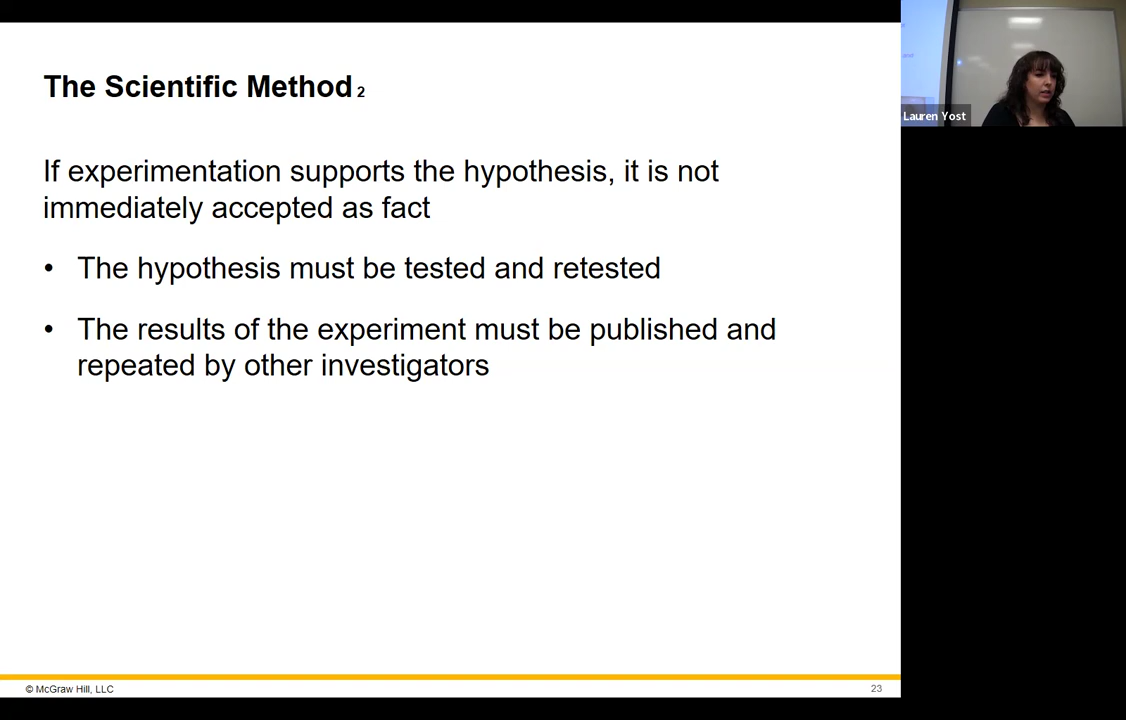 The Scientific Method 2
If experimentation supports the hypothesis, it is not
immediately accepted as fact
• The hypothesis must be tested and retested
• The results of the experiment must be published and
repeated by other investigators
© McGraw Hill, LLC
23
Lauren Yost